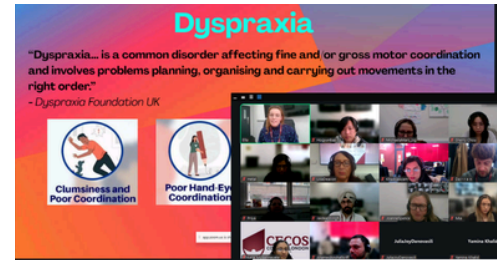 Dyspraxia
“Dyspraxia... is a common disorder affecting fine and/or gross motor coordination
and involves problems planning, organising and carrying out movements in the
right order.”
- Dyspraxia Foundation UK
Clumsiness and
Poor Coordination
Poor Hand-Eye
Coordination
CECOS